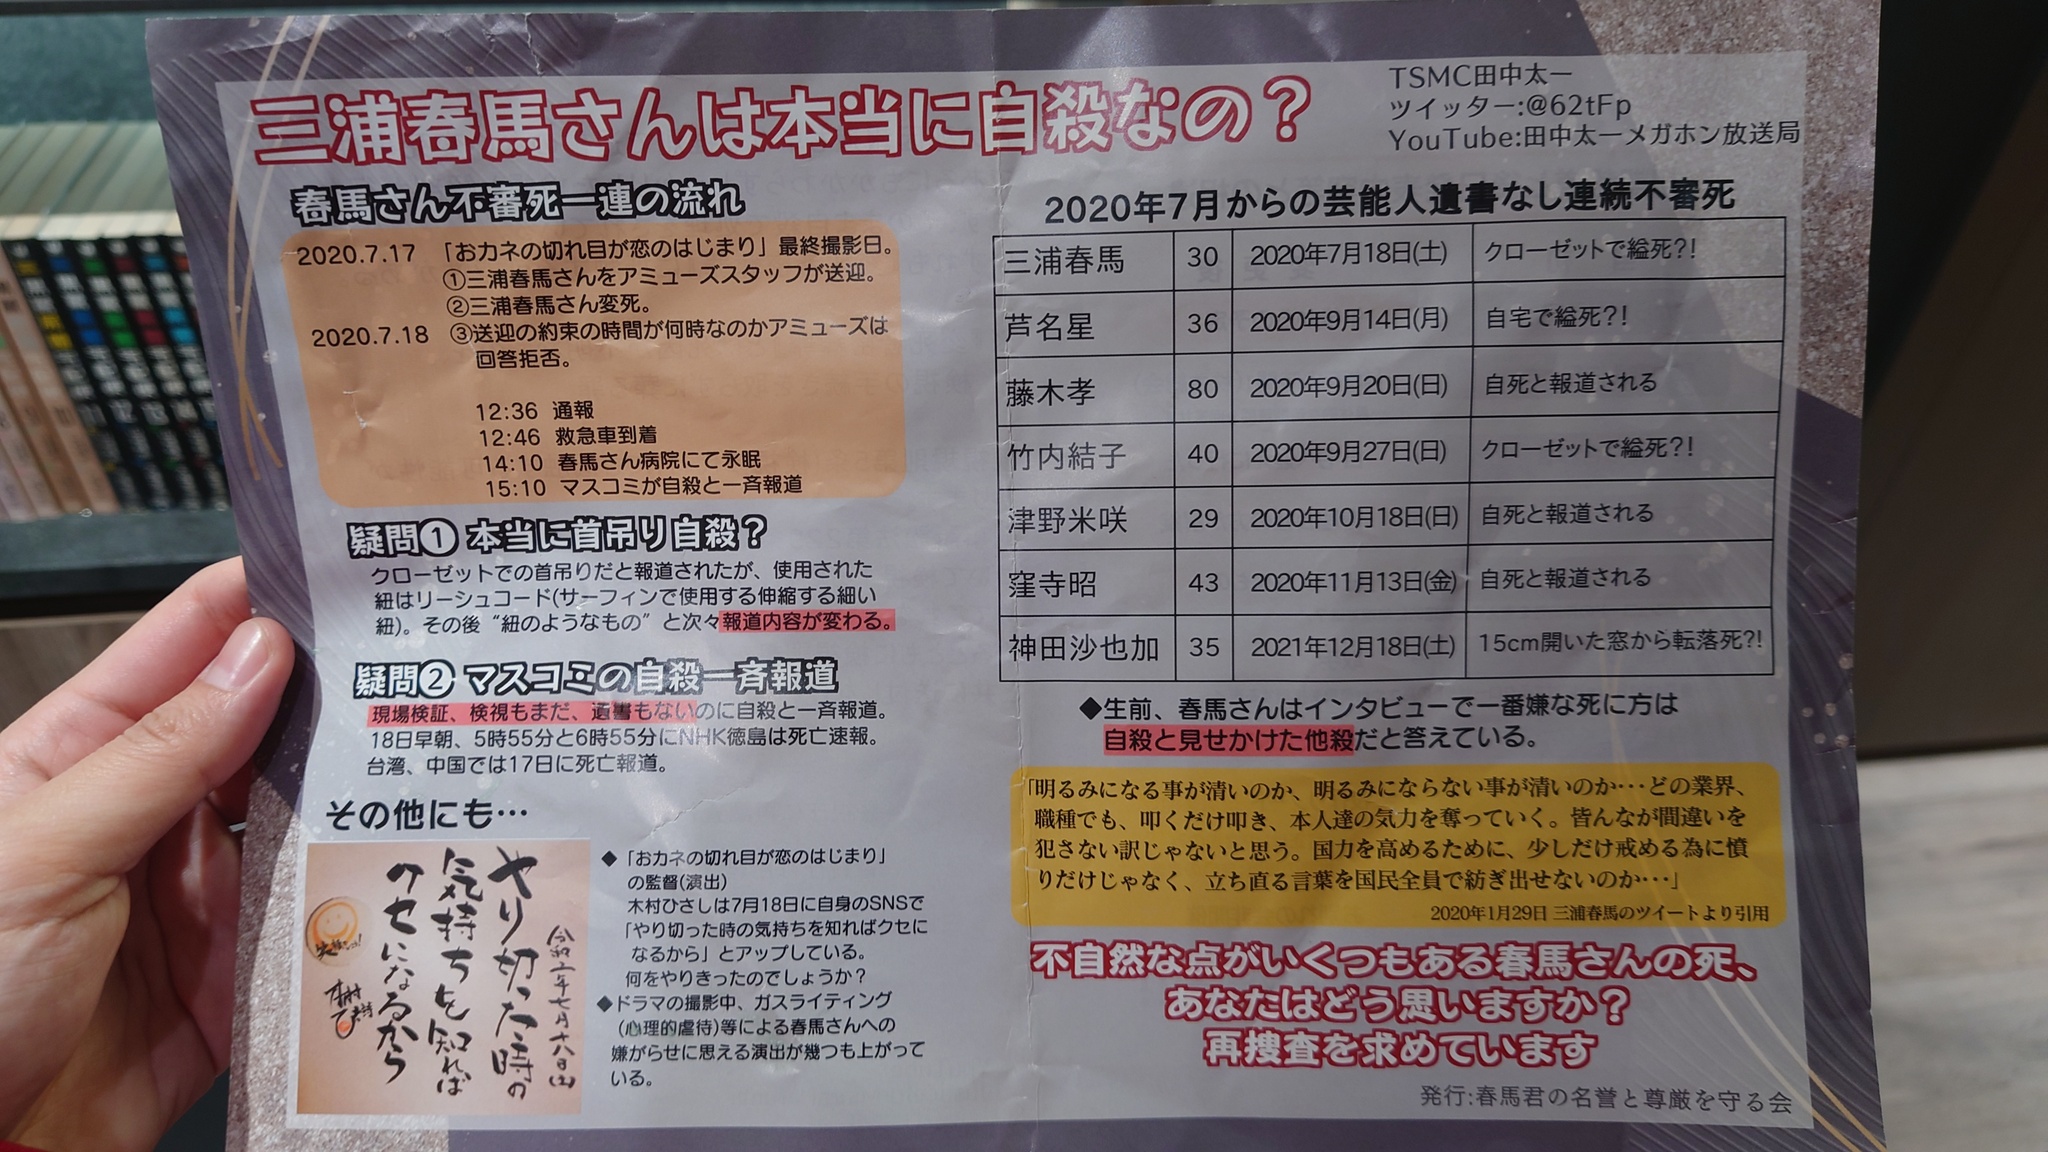 三浦春馬さんは本当に自殺なの？
TSMC田中太一
ツイッター:@62tFp
YouTube:田中太一メガホン放送局
春馬さん不審死一連の流れ
2020.7.17 「おカネの切れ目が恋のはじまり」最終撮影日。
①三浦春馬さんをアミューズスタッフが送迎。
②三浦春馬さん変死。
2020.7.18 ③送迎の約束の時間が何時なのかアミューズは
回答拒否。
12:36 通報
12:46 救急車到着
14:10 春馬さん病院にて永眠
15:10 マスコミが自殺と一斉報道
疑問① 本当に首吊り自殺？
クローゼットでの首吊りだと報道されたが、使用された
紐はリーシュコード(サーフィンで使用する伸縮する細い
紐)。その後“紐のようなもの”と次々報道内容が変わる。
疑問② マスコミの自殺一斉報道
現場検証、検視もまだ、遺書もないのに自殺と一斉報道。
18日早朝、5時55分と6時55分にNHK徳島は死亡速報。
台湾、中国では17日に死亡報道。
その他にも…
やり切った時の
気持ちを知れば
クセになるから
令和二年七月十八日(土)
笑顔でっす!
木村ひさし
◆「おカネの切れ目が恋のはじまり」
の監督(演出)
木村ひさしは7月18日に自身のSNSで
「やり切った時の気持ちを知ればクセに
なるから」とアップしている。
何をやりきったのでしょうか？
◆ドラマの撮影中、ガスライティング
(心理的虐待)等による春馬さんへの
嫌がらせに思える演出が幾つも上がって
いる。
2020年7月からの芸能人遺書なし連続不審死
三浦春馬 30 2020年7月18日(土) クローゼットで縊死?!
芦名星 36 2020年9月14日(月) 自宅で縊死?!
藤木孝 80 2020年9月20日(日) 自死と報道される
竹内結子 40 2020年9月27日(日) クローゼットで縊死?!
津野米咲 29 2020年10月18日(日) 自死と報道される
窪寺昭 43 2020年11月13日(金) 自死と報道される
神田沙也加 35 2021年12月18日(土) 15cm開いた窓から転落死?!
◆生前、春馬さんはインタビューで一番嫌な死に方は
自殺と見せかけた他殺だと答えている。
「明るみになる事が清いのか、明るみにならない事が清いのか…どの業界、
職種でも、叩くだけ叩き、本人達の気力を奪っていく。皆んなが間違いを
犯さない訳じゃないと思う。国力を高めるために、少しだけ戒める為に憤
りだけじゃなく、立ち直る言葉を国民全員で紡ぎ出せないのか…」
2020年1月29日 三浦春馬のツイートより引用
不自然な点がいくつもある春馬さんの死、
あなたはどう思いますか？
再捜査を求めています
発行:春馬君の名誉と尊厳を守る会